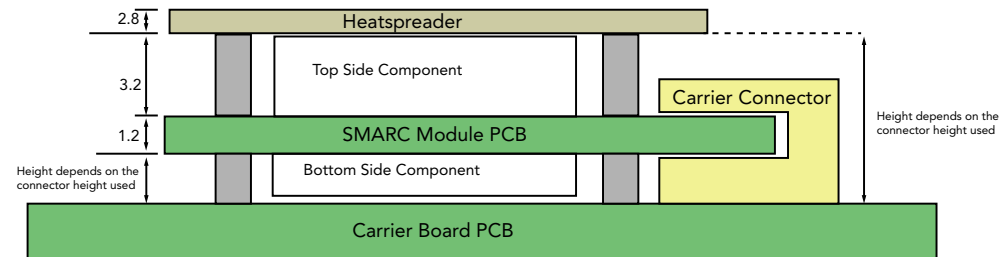 2.8
Heatspreader
3.2
Top Side Component
Carrier Connector
Height depends on the
connector height used
1.2
SMARC Module PCB
Height depends on the
connector height used
Bottom Side Component
Carrier Board PCB